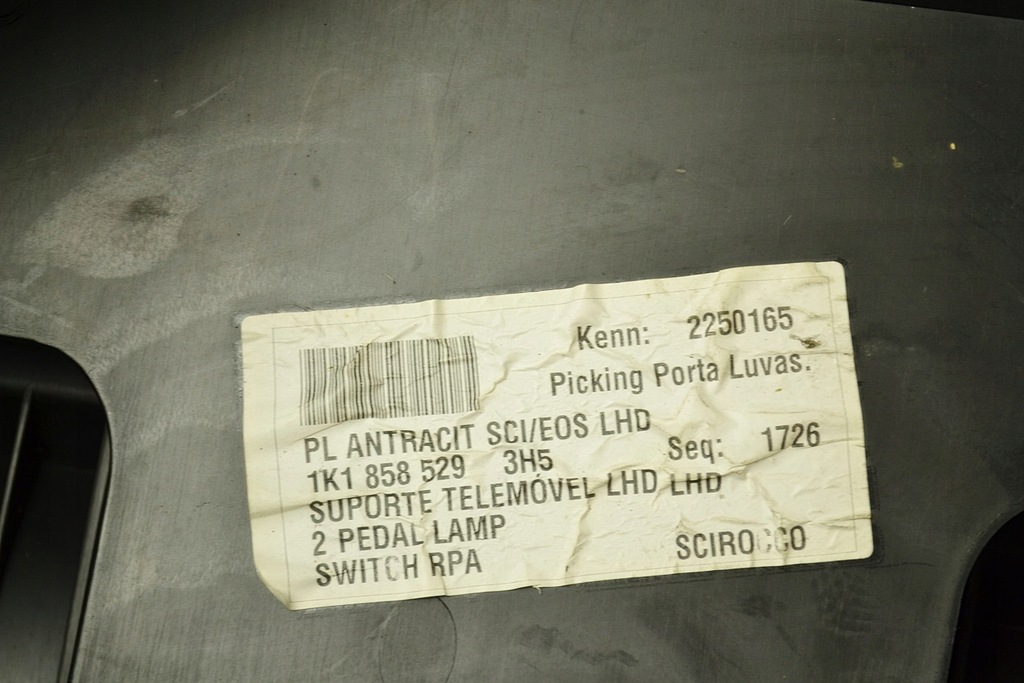 Kenn: 2250165
Picking Porta Luvas.
PL ANTRACIT SCI/EOS LHD
1K1 858 529 3H5 Seq: 1726
SUPORTE TELEMÓVEL LHD LHD
2 PEDAL LAMP
SWITCH RPA SCIROCCO